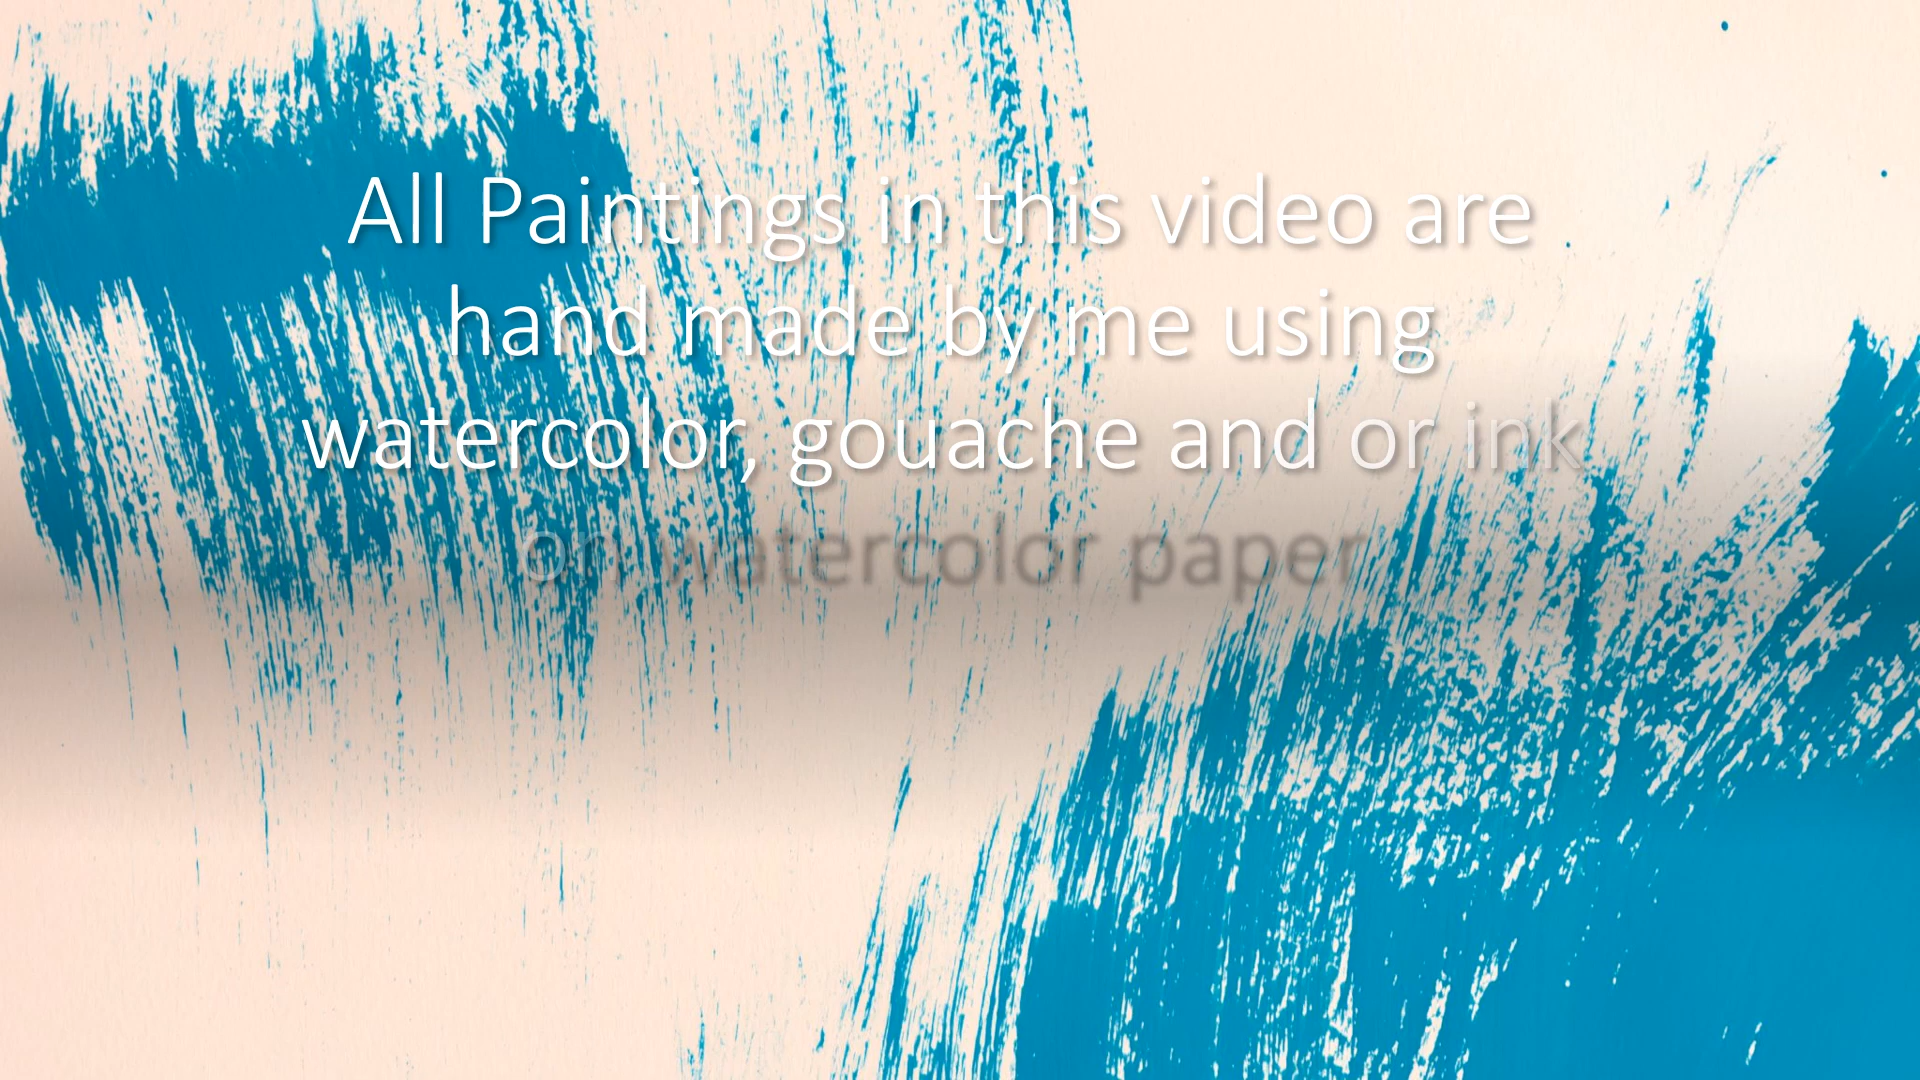 All Paintings in this video are
hand made by me using
watercolor, gouache and or ink
on watercolor paper